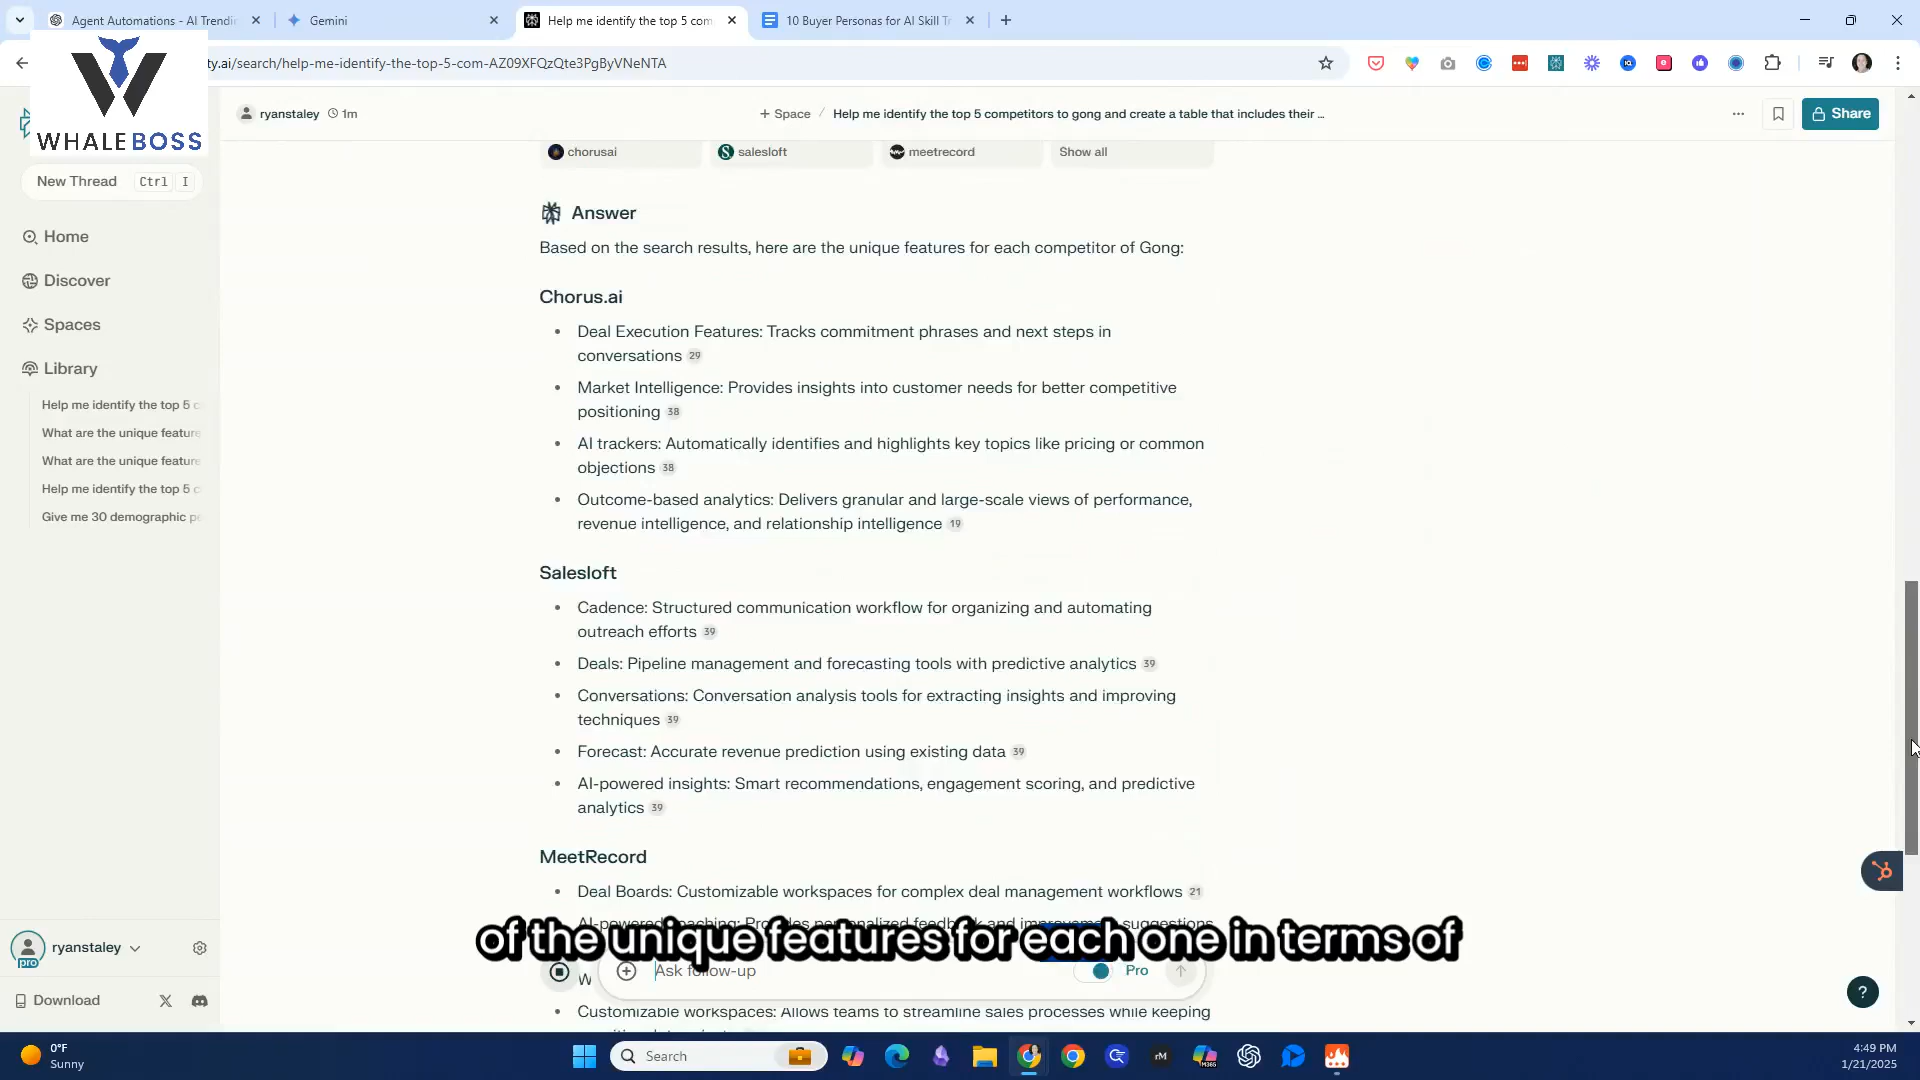 Agent Automations - AI Trendi
Gemini
Help me identify the top 5 com
10 Buyer Personas for AI Skill Tr
ty.ai/search/help-me-identify-the-top-5-com-AZ09XFQzQte3PgByVNeNTA
WHALEBOSS
ryanstaley 1m
+ Space / Help me identify the top 5 competitors to gong and create a table that includes their ...
Share
New Thread Ctrl I
Home
Discover
Spaces
Library
Help me identify the top 5 c
What are the unique feature
What are the unique feature
Help me identify the top 5 c
Give me 30 demographic pe
chorusai
salesloft
meetrecord
Show all
Answer
Based on the search results, here are the unique features for each competitor of Gong:
Chorus.ai
• Deal Execution Features: Tracks commitment phrases and next steps in
conversations 29
• Market Intelligence: Provides insights into customer needs for better competitive
positioning 38
• AI trackers: Automatically identifies and highlights key topics like pricing or common
objections 38
• Outcome-based analytics: Delivers granular and large-scale views of performance,
revenue intelligence, and relationship intelligence 19
Salesloft
• Cadence: Structured communication workflow for organizing and automating
outreach efforts 39
• Deals: Pipeline management and forecasting tools with predictive analytics 39
• Conversations: Conversation analysis tools for extracting insights and improving
techniques 39
• Forecast: Accurate revenue prediction using existing data 39
• AI-powered insights: Smart recommendations, engagement scoring, and predictive
analytics 39
MeetRecord
• Deal Boards: Customizable workspaces for complex deal management workflows 21
AI-powered coaching: Provides personalized feedback and improvement suggestions
of the unique features for each one in terms of
Ask follow-up
Pro
• Customizable workspaces: Allows teams to streamline sales processes while keeping
ryanstaley
pro
Download
?
0°F
Sunny
Search
rM
M365
4:49 PM
1/21/2025